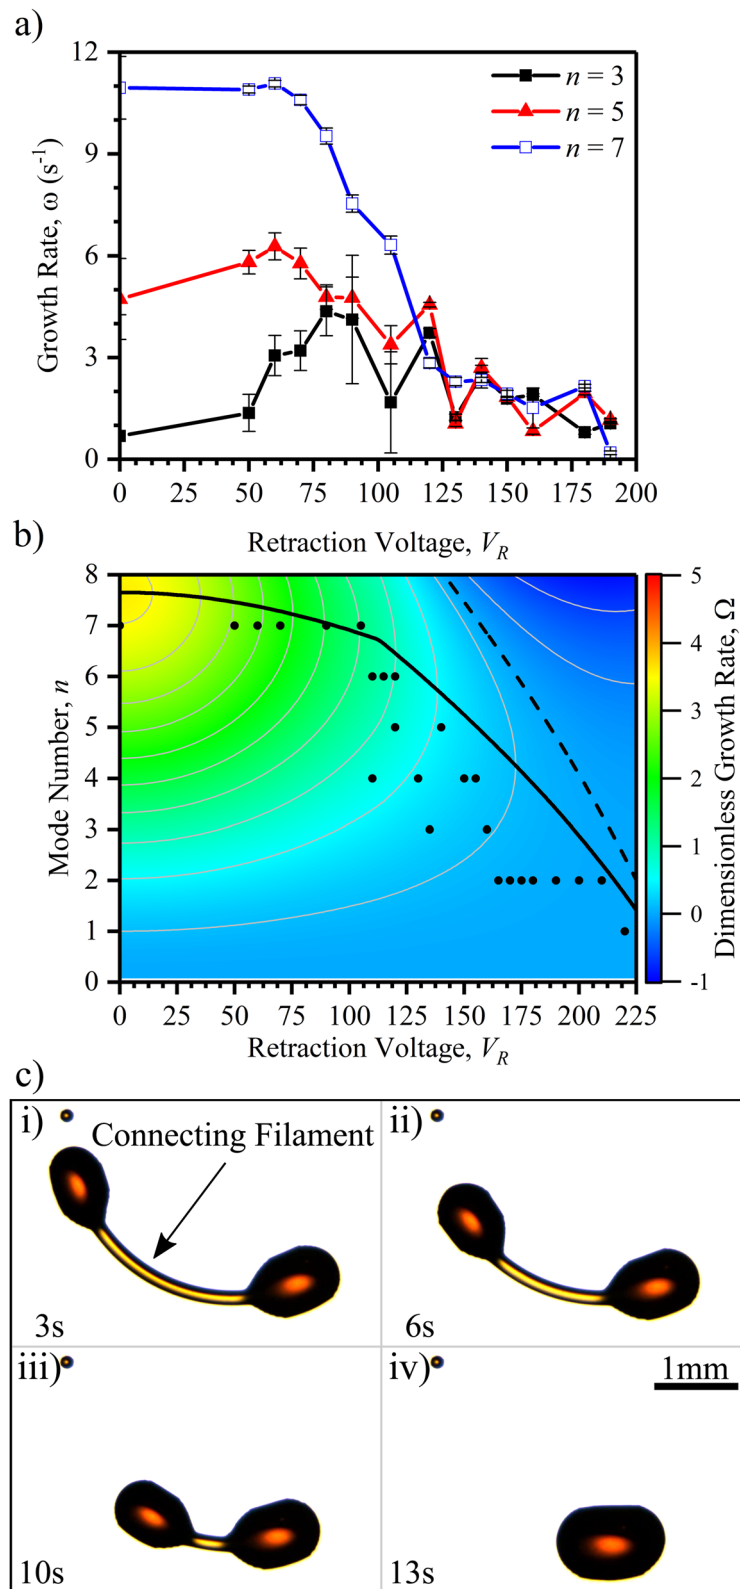 a)
12
9
6
3
0
Growth Rate, ω (s⁻¹)
n = 3
n = 5
n = 7
0 25 50 75 100 125 150 175 200
Retraction Voltage, V_R
b)
8
7
6
5
4
3
2
1
0
Mode Number, n
5
4
3
2
1
0
-1
Dimensionless Growth Rate, Ω
0 25 50 75 100 125 150 175 200 225
Retraction Voltage, V_R
c)
i)
Connecting Filament
3s
ii)
6s
iii)
10s
iv)
1mm
13s